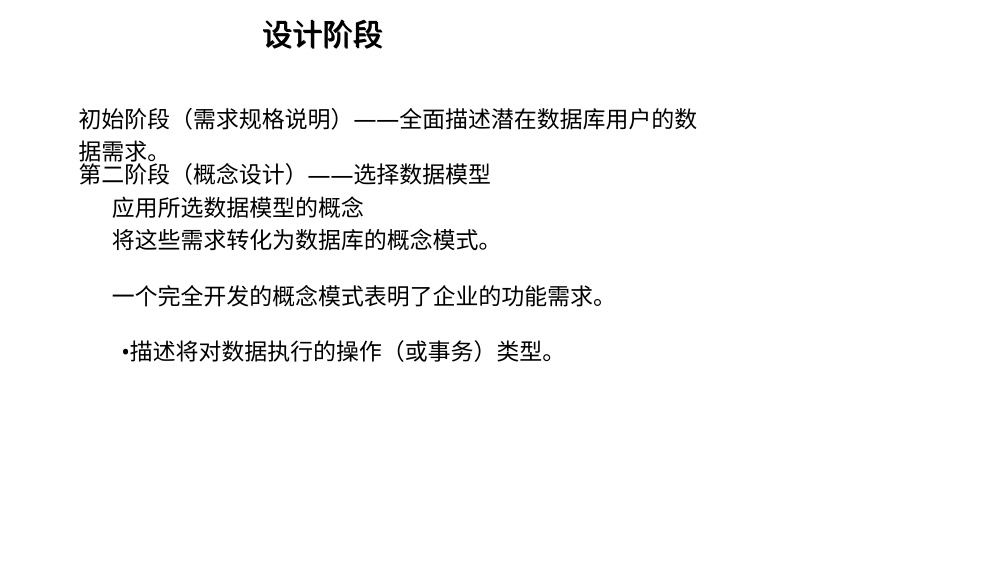 设计阶段
初始阶段（需求规格说明）——全面描述潜在数据库用户的数
据需求。
第二阶段（概念设计）——选择数据模型
应用所选数据模型的概念
将这些需求转化为数据库的概念模式。
一个完全开发的概念模式表明了企业的功能需求。
•描述将对数据执行的操作（或事务）类型。